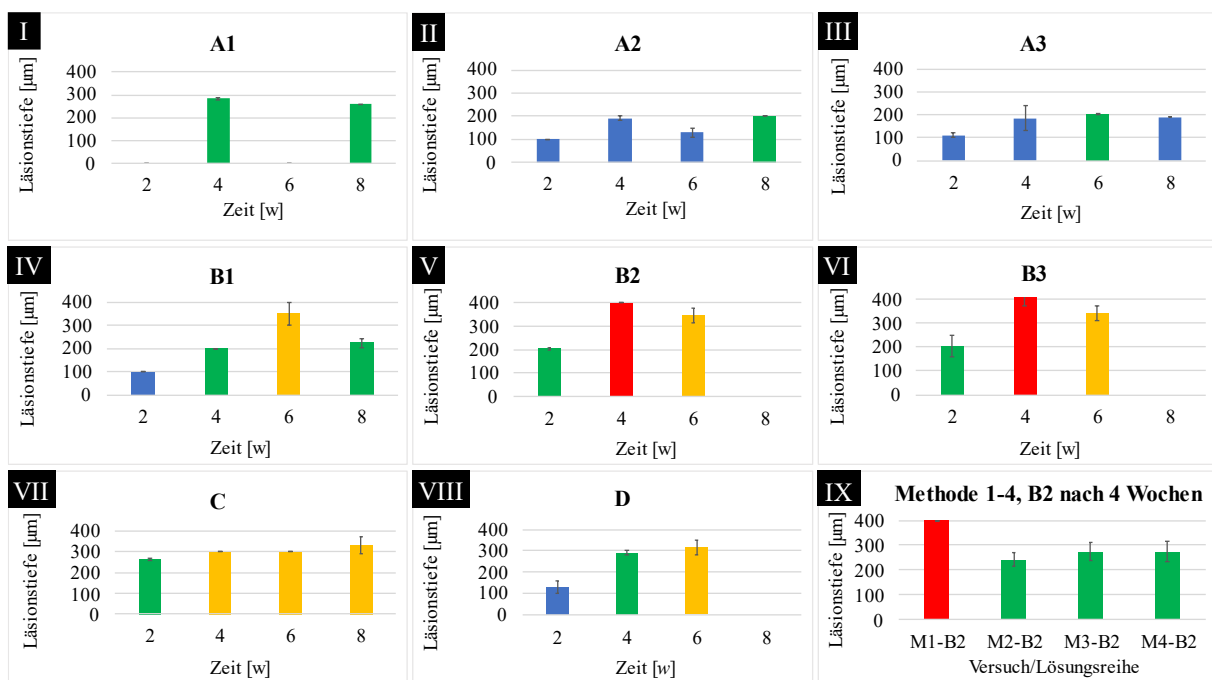 I
A1
Läsionstiefe [µm]
400
300
200
100
0
2 4 6 8
Zeit [w]
II
A2
Läsionstiefe [µm]
400
300
200
100
0
2 4 6 8
Zeit [w]
III
A3
Läsionstiefe [µm]
400
300
200
100
0
2 4 6 8
Zeit [w]
IV
B1
Läsionstiefe [µm]
400
300
200
100
0
2 4 6 8
Zeit [w]
V
B2
Läsionstiefe [µm]
400
300
200
100
0
2 4 6 8
Zeit [w]
VI
B3
Läsionstiefe [µm]
400
300
200
100
0
2 4 6 8
Zeit [w]
VII
C
Läsionstiefe [µm]
400
300
200
100
0
2 4 6 8
Zeit [w]
VIII
D
Läsionstiefe [µm]
400
300
200
100
0
2 4 6 8
Zeit [w]
IX
Methode 1-4, B2 nach 4 Wochen
Läsionstiefe [µm]
400
300
200
100
0
M1-B2 M2-B2 M3-B2 M4-B2
Versuch/Lösungsreihe